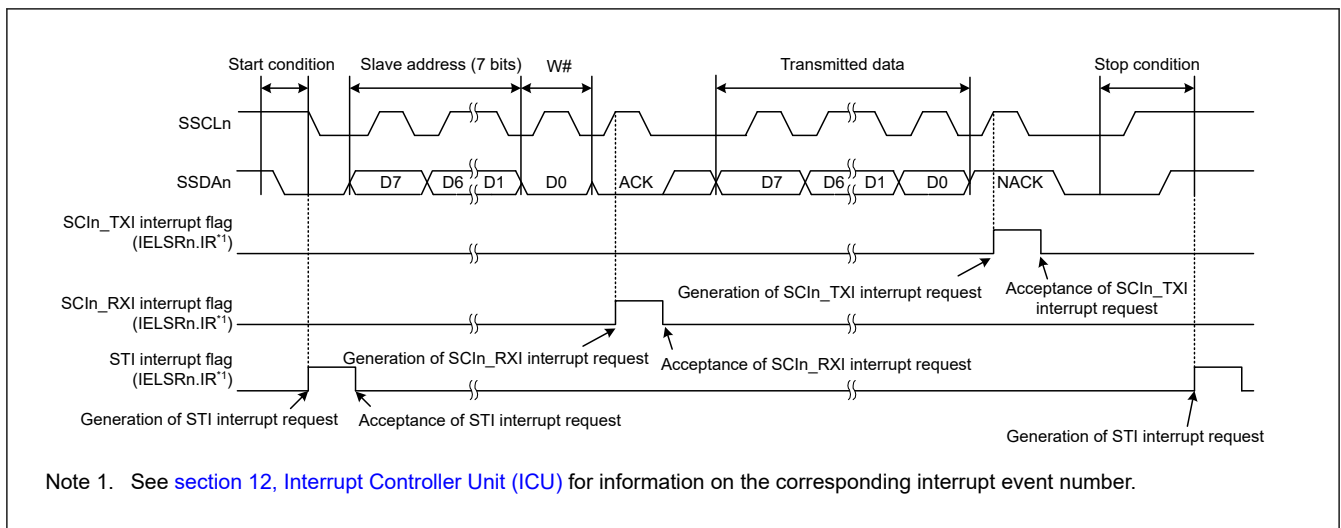 Start condition Slave address (7 bits) W# Transmitted data Stop condition
SSCLn
SSDAn D7 D6 D1 D0 ACK D7 D6 D1 D0 NACK
SCIn_TXI interrupt flag
(IELSRn.IR*1)
Generation of SCIn_TXI interrupt request
Acceptance of SCIn_TXI
interrupt request
SCIn_RXI interrupt flag
(IELSRn.IR*1)
Generation of SCIn_RXI interrupt request
Acceptance of SCIn_RXI interrupt request
STI interrupt flag
(IELSRn.IR*1)
Generation of STI interrupt request
Acceptance of STI interrupt request
Generation of STI interrupt request
Note 1. See section 12, Interrupt Controller Unit (ICU) for information on the corresponding interrupt event number.